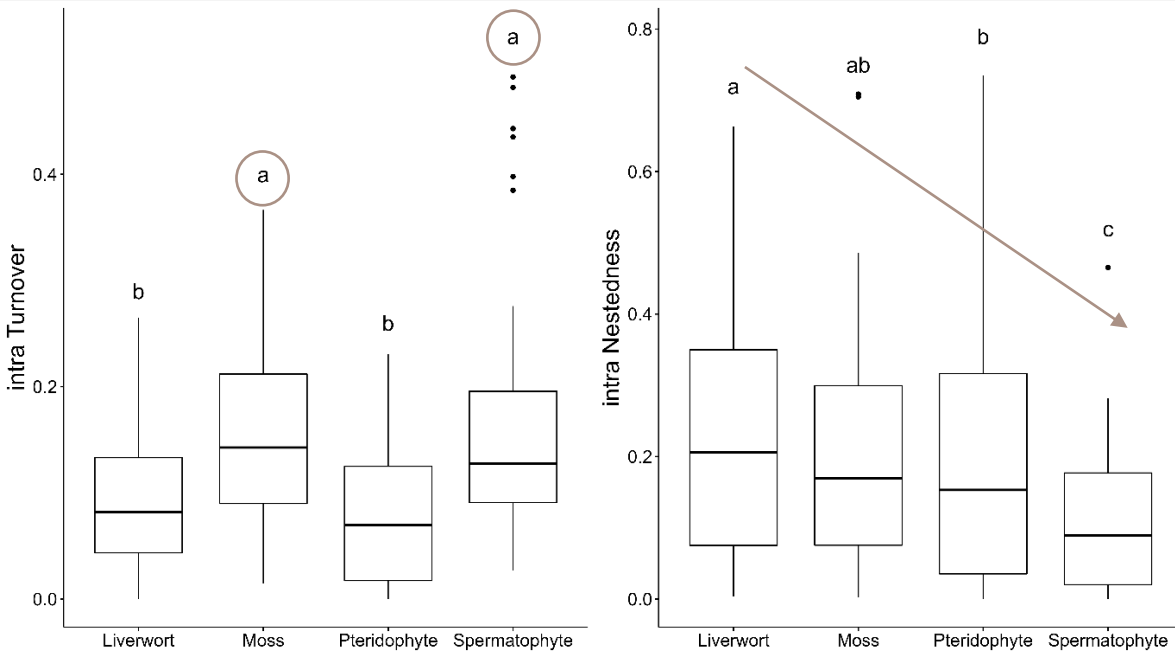 a
a
b
b
intra Turnover
0.4
0.2
0.0
Liverwort Moss Pteridophyte Spermatophyte
b
ab
a
c
intra Nestedness
0.8
0.6
0.4
0.2
0.0
Liverwort Moss Pteridophyte Spermatophyte